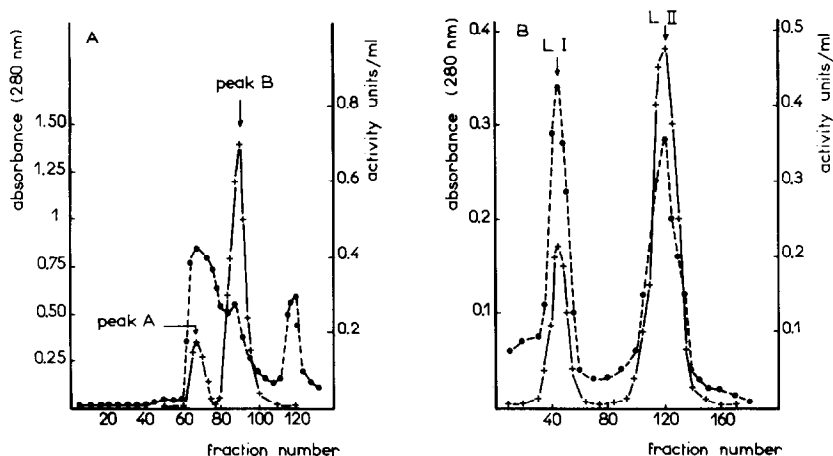 A
absorbance (280 nm)
1.50
1.25
1
0.75
0.50
0.25
peak B
peak A
0.8
0.6
0.4
0.2
activity units/ml
20 40 60 80 100 120
fraction number
B
L I
L II
absorbance (280 nm)
0.4
0.3
0.2
0.1
0.5
0.4
0.3
0.2
0.1
activity units/ml
40 80 120 160
fraction number